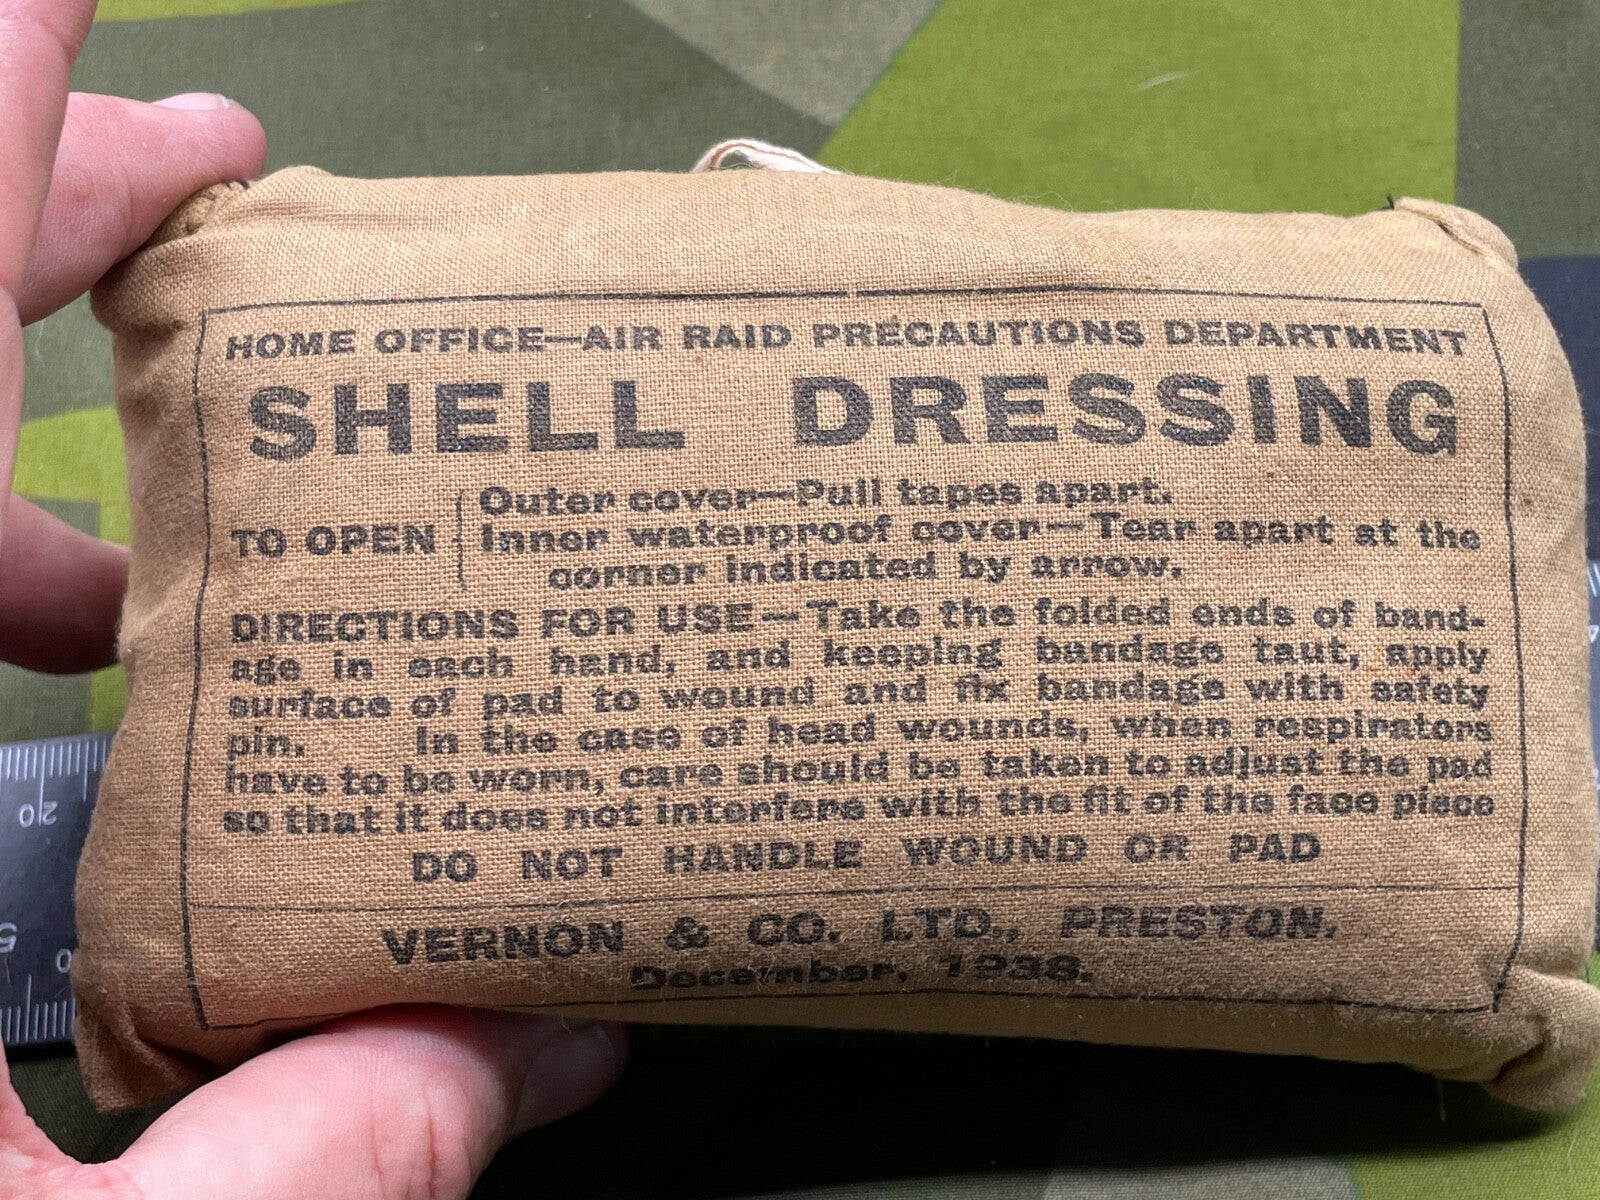 HOME OFFICE—AIR RAID PRECAUTIONS DEPARTMENT
SHELL DRESSING
TO OPEN { Outer cover—Pull tapes apart.
Inner waterproof cover—Tear apart at the
corner indicated by arrow.
DIRECTIONS FOR USE—Take the folded ends of band-
age in each hand, and keeping bandage taut, apply
surface of pad to wound and fix bandage with safety
pin. In the case of head wounds, when respirators
have to be worn, care should be taken to adjust the pad
so that it does not interfere with the fit of the face piece
DO NOT HANDLE WOUND OR PAD
VERNON & CO. LTD., PRESTON.
December, 1938.
20
5